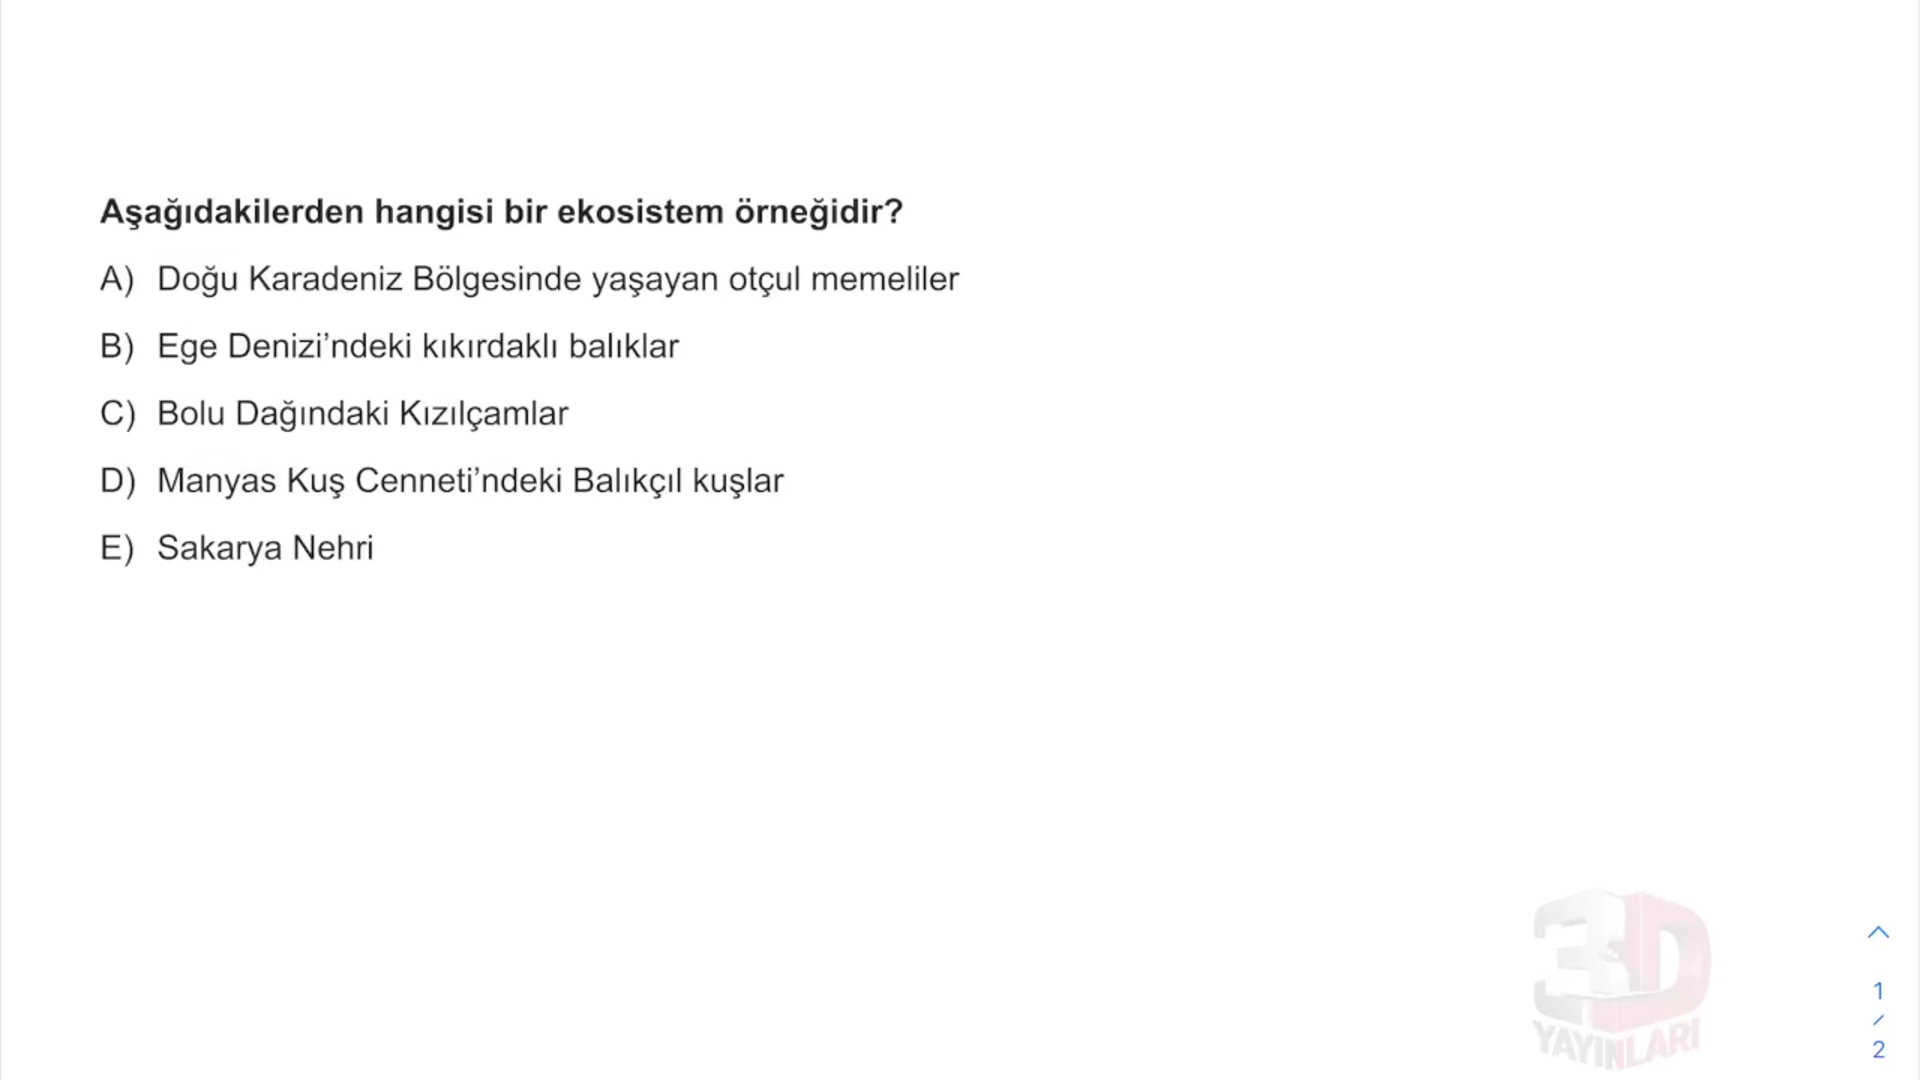 Aşağıdakilerden hangisi bir ekosistem örneğidir?
A) Doğu Karadeniz Bölgesinde yaşayan otçul memeliler
B) Ege Denizi’ndeki kıkırdaklı balıklar
C) Bolu Dağındaki Kızılçamlar
D) Manyas Kuş Cenneti’ndeki Balıkçıl kuşlar
E) Sakarya Nehri
3D
YAYINLARI
1
/
2